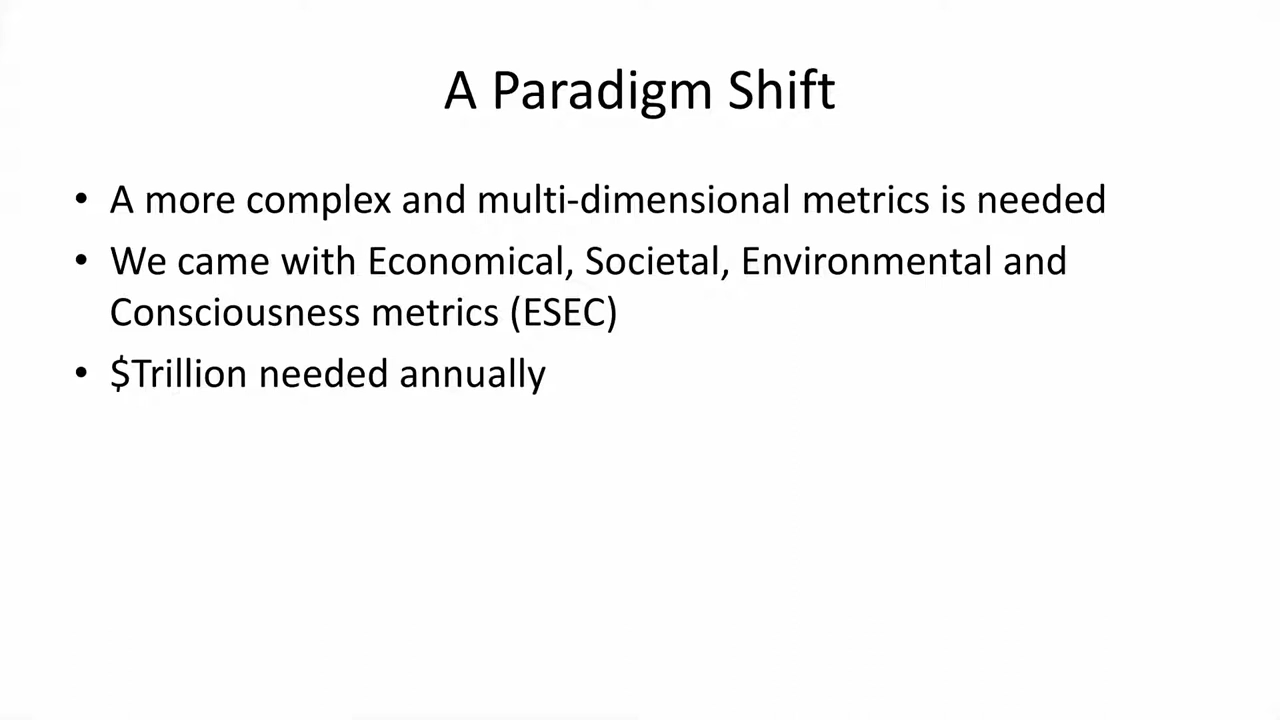 A Paradigm Shift
• A more complex and multi-dimensional metrics is needed
• We came with Economical, Societal, Environmental and
Consciousness metrics (ESEC)
• $Trillion needed annually